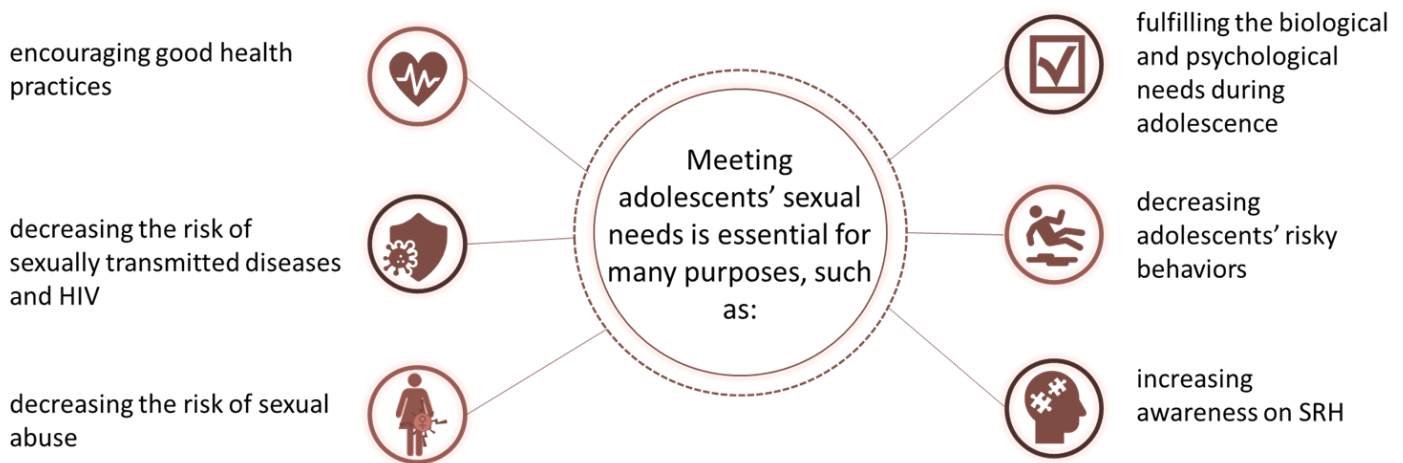 encouraging good health
practices
decreasing the risk of
sexually transmitted diseases
and HIV
decreasing the risk of sexual
abuse
Meeting
adolescents’ sexual
needs is essential for
many purposes, such
as:
fulfilling the biological
and psychological
needs during
adolescence
decreasing
adolescents’ risky
behaviors
increasing
awareness on SRH